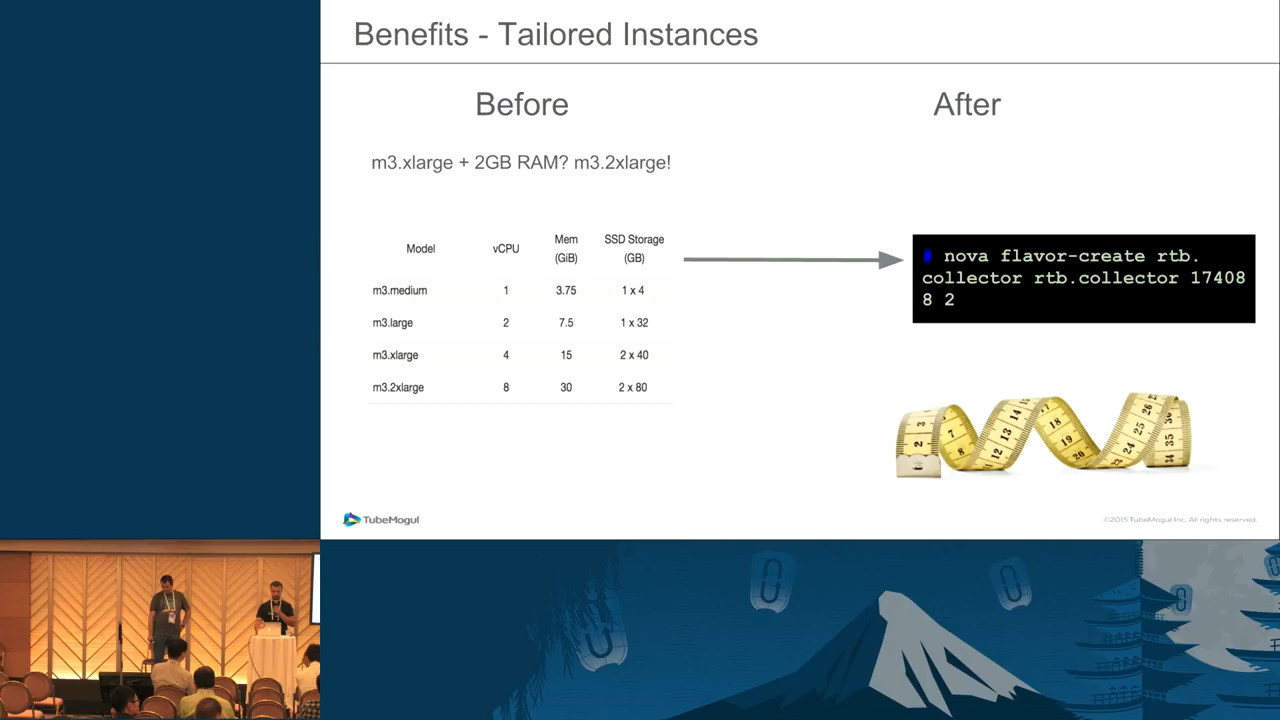 Benefits - Tailored Instances
Before
After
m3.xlarge + 2GB RAM? m3.2xlarge!
Model vCPU Mem (GiB) SSD Storage (GB)
m3.medium 1 3.75 1 x 4
m3.large 2 7.5 1 x 32
m3.xlarge 4 15 2 x 40
m3.2xlarge 8 30 2 x 80
# nova flavor-create rtb.
collector rtb.collector 17408
8 2
TubeMogul
©2015 TubeMogul Inc. All rights reserved.